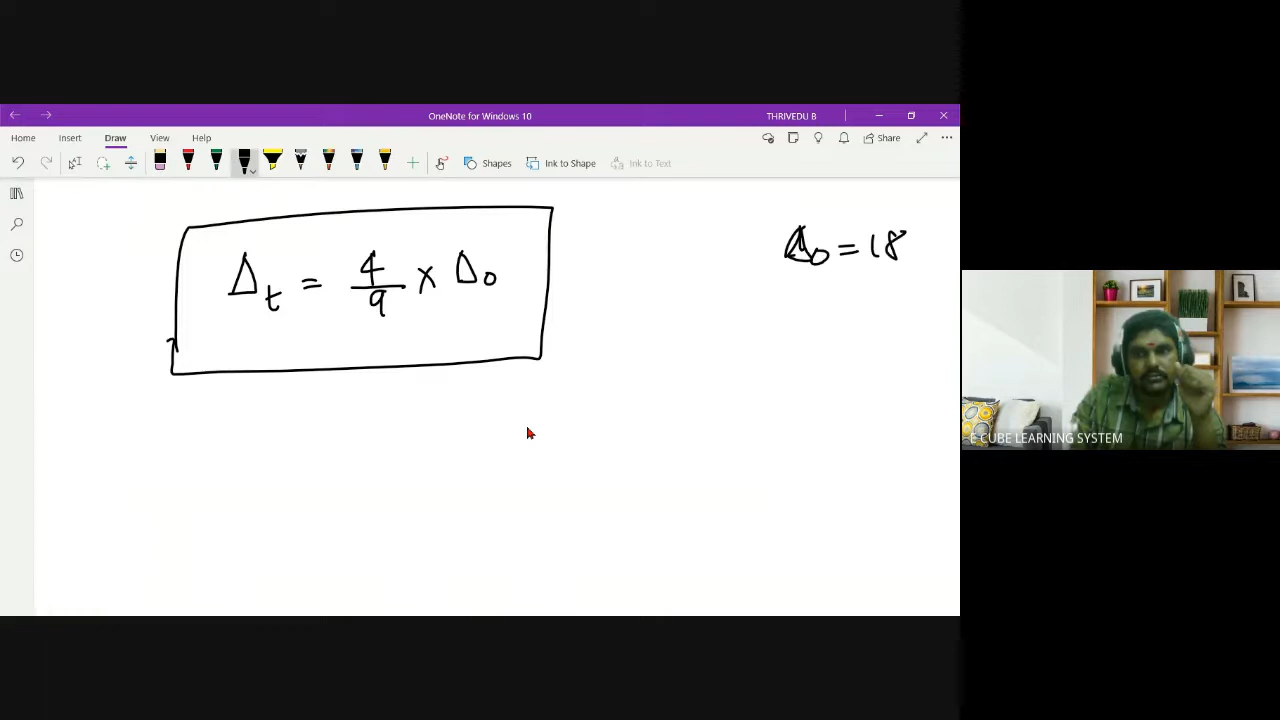 OneNote for Windows 10
THRIVEDU B
Home Insert Draw View Help
Share
Shapes Ink to Shape Ink to Text
Δt = 4/9 x Δo
Δo = 18
E CUBE LEARNING SYSTEM